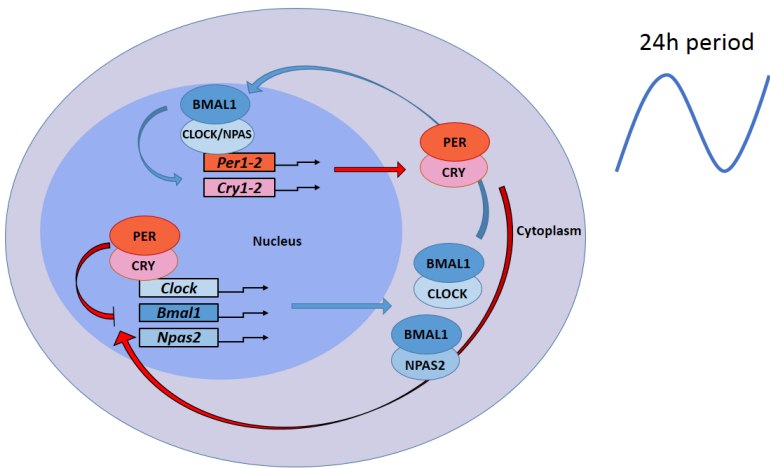 24h period
BMAL1
CLOCK/NPAS
Per1-2
Cry1-2
PER
CRY
Nucleus
Cytoplasm
PER
CRY
Clock
Bmal1
Npas2
BMAL1
CLOCK
BMAL1
NPAS2